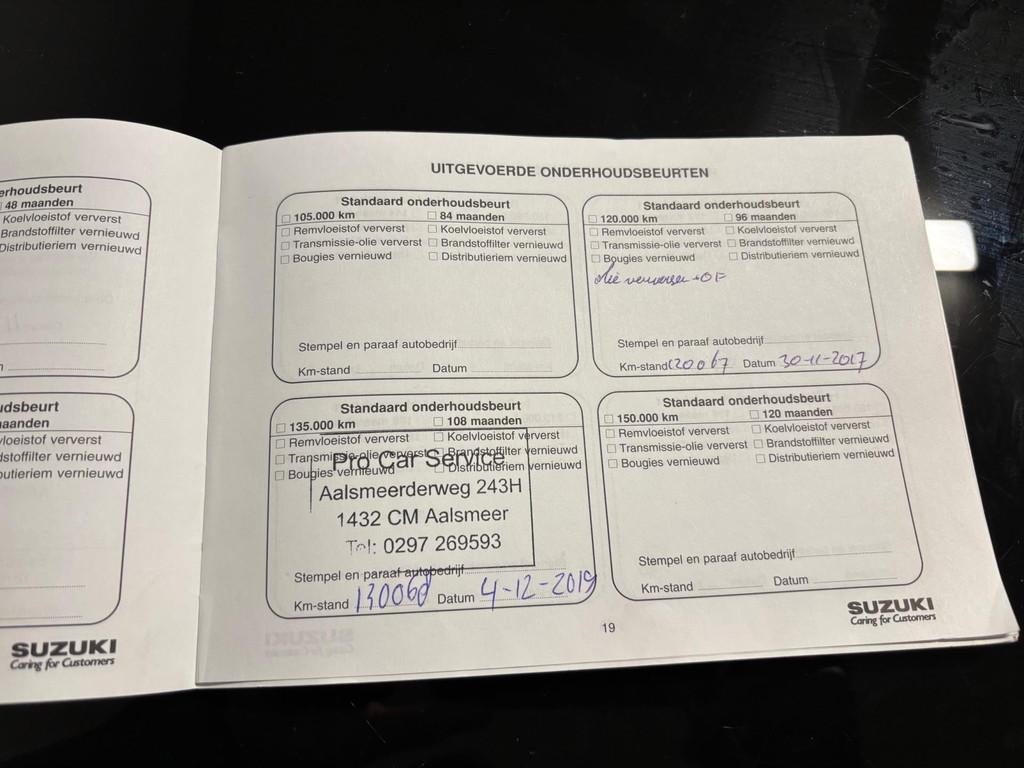 erhoudsbeurt
48 maanden
Koelvloeistof ververst
Brandstoffilter vernieuwd
Distributieriem vernieuwd
udsbeurt
maanden
vloeistof ververst
dstoffilter vernieuwd
butieriem vernieuwd
SUZUKI
Caring for Customers
UITGEVOERDE ONDERHOUDSBEURTEN
Standaard onderhoudsbeurt
105.000 km 84 maanden
Remvloeistof ververst Koelvloeistof ververst
Transmissie-olie ververst Brandstoffilter vernieuwd
Bougies vernieuwd Distributieriem vernieuwd
Stempel en paraaf autobedrijf
Km-stand Datum
Standaard onderhoudsbeurt
120.000 km 96 maanden
Remvloeistof ververst Koelvloeistof ververst
Transmissie-olie ververst Brandstoffilter vernieuwd
Bougies vernieuwd Distributieriem vernieuwd
olie verversen + OF
Stempel en paraaf autobedrijf
Km-stand 120067 Datum 30-11-2017
Standaard onderhoudsbeurt
135.000 km 108 maanden
Remvloeistof ververst Koelvloeistof ververst
Transmissie-olie ververst Brandstoffilter vernieuwd
Bougies vernieuwd Distributieriem vernieuwd
Pro Car Service
Aalsmeerderweg 243H
1432 CM Aalsmeer
Tel: 0297 269593
Stempel en paraaf autobedrijf
Km-stand 130068 Datum 4-12-2019
Standaard onderhoudsbeurt
150.000 km 120 maanden
Remvloeistof ververst Koelvloeistof ververst
Transmissie-olie ververst Brandstoffilter vernieuwd
Bougies vernieuwd Distributieriem vernieuwd
Stempel en paraaf autobedrijf
Km-stand Datum
19
SUZUKI
Caring for Customers